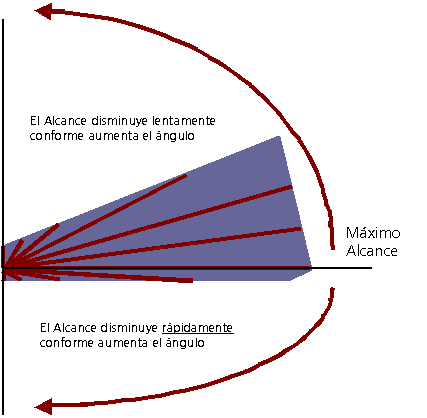 El Alcance disminuye lentamente
conforme aumenta el ángulo
Máximo
Alcance
El Alcance disminuye rápidamente
conforme aumenta el ángulo